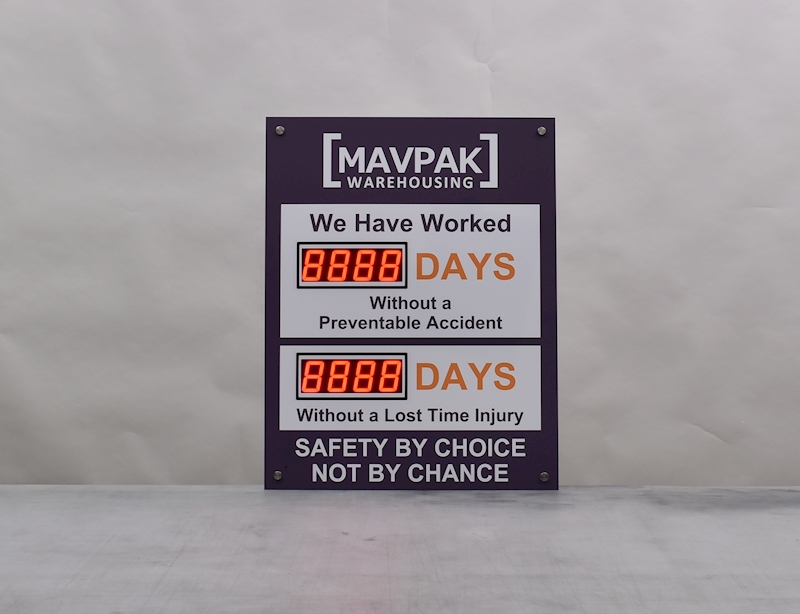 [MAVPAK]
WAREHOUSING
We Have Worked
8888 DAYS
Without a
Preventable Accident
8888 DAYS
Without a Lost Time Injury
SAFETY BY CHOICE
NOT BY CHANCE